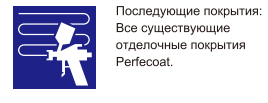 Последующие покрытия:
Все существующие
отделочные покрытия
Perfecoat.